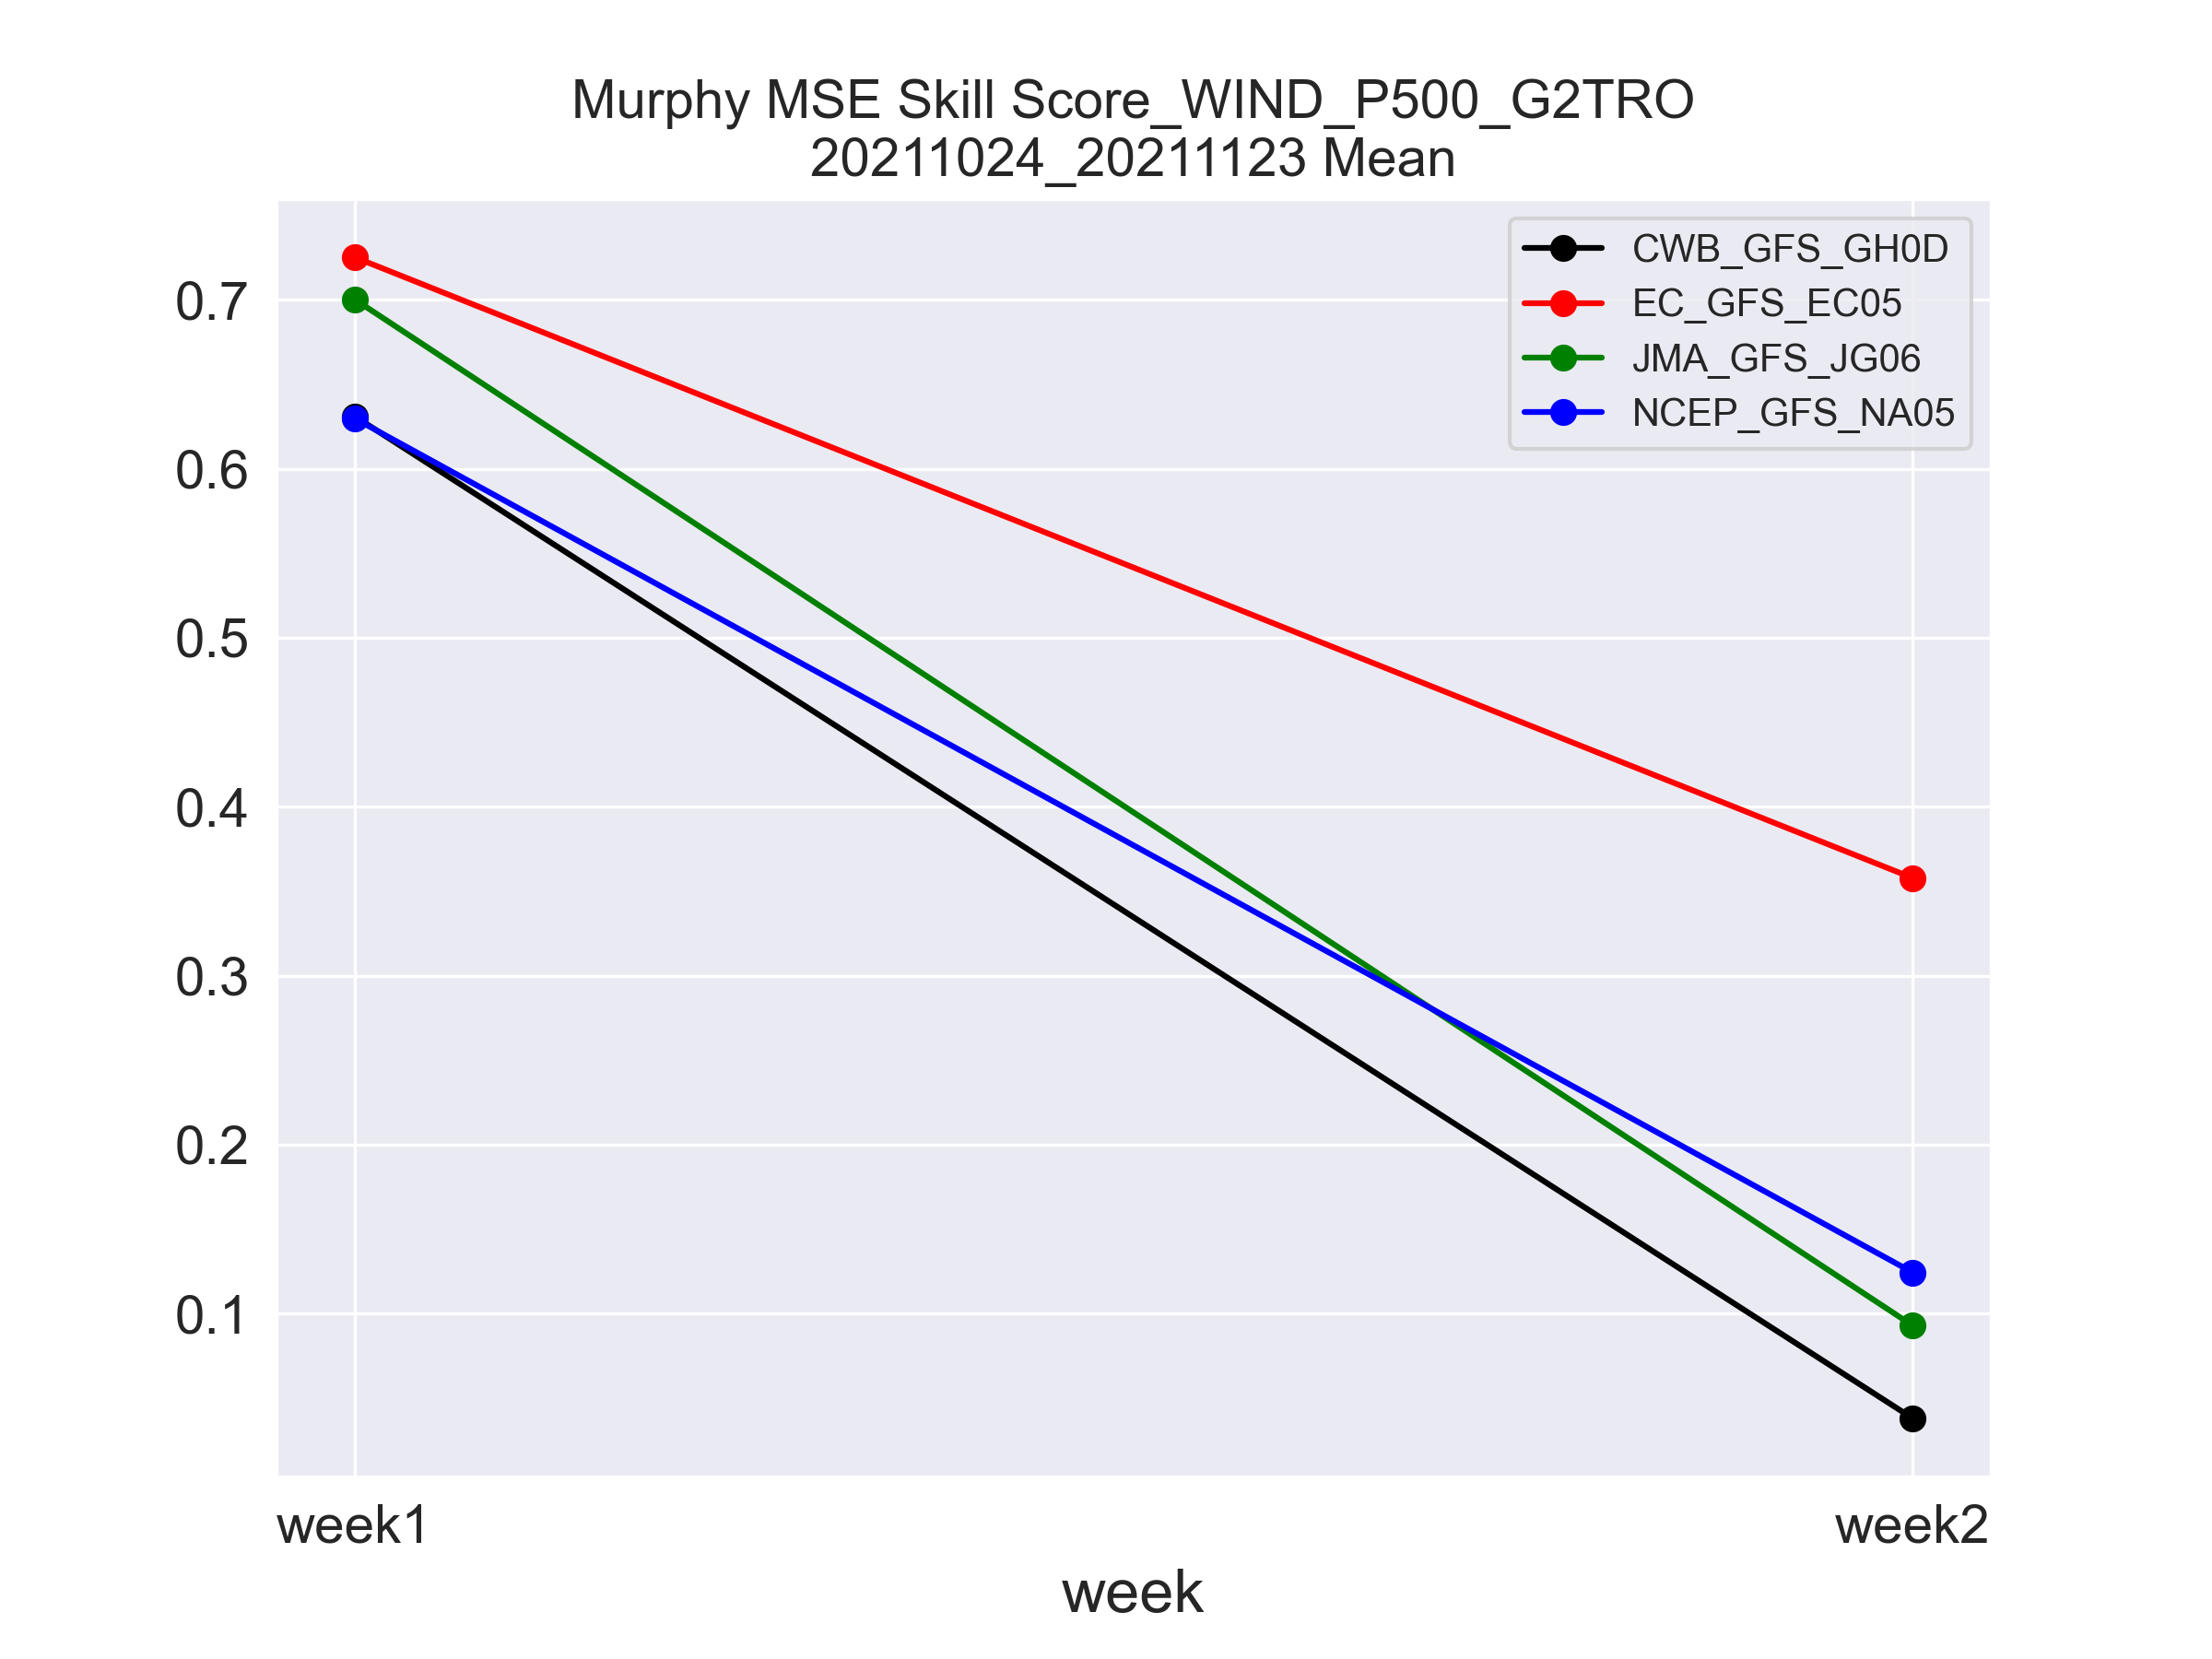 Murphy MSE Skill Score_WIND_P500_G2TRO
20211024_20211123 Mean
CWB_GFS_GH0D
EC_GFS_EC05
JMA_GFS_JG06
NCEP_GFS_NA05
0.7
0.6
0.5
0.4
0.3
0.2
0.1
week1
week2
week